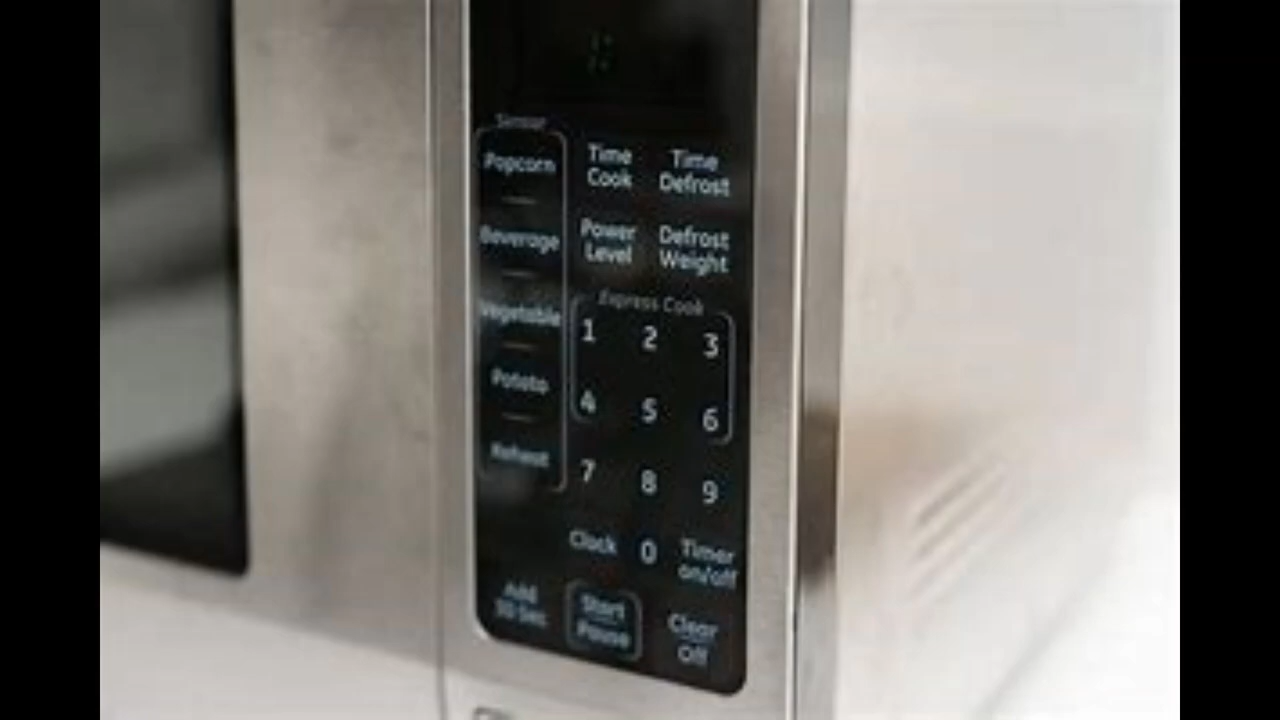 Sensor
Popcorn
Time Cook
Time Defrost
Beverage
Power Level
Defrost Weight
Vegetable
Express Cook
1 2 3
Potato
4 5 6
Reheat
7 8 9
Clock 0 Timer on/off
Add 30 Sec
Start Pause
Clear Off